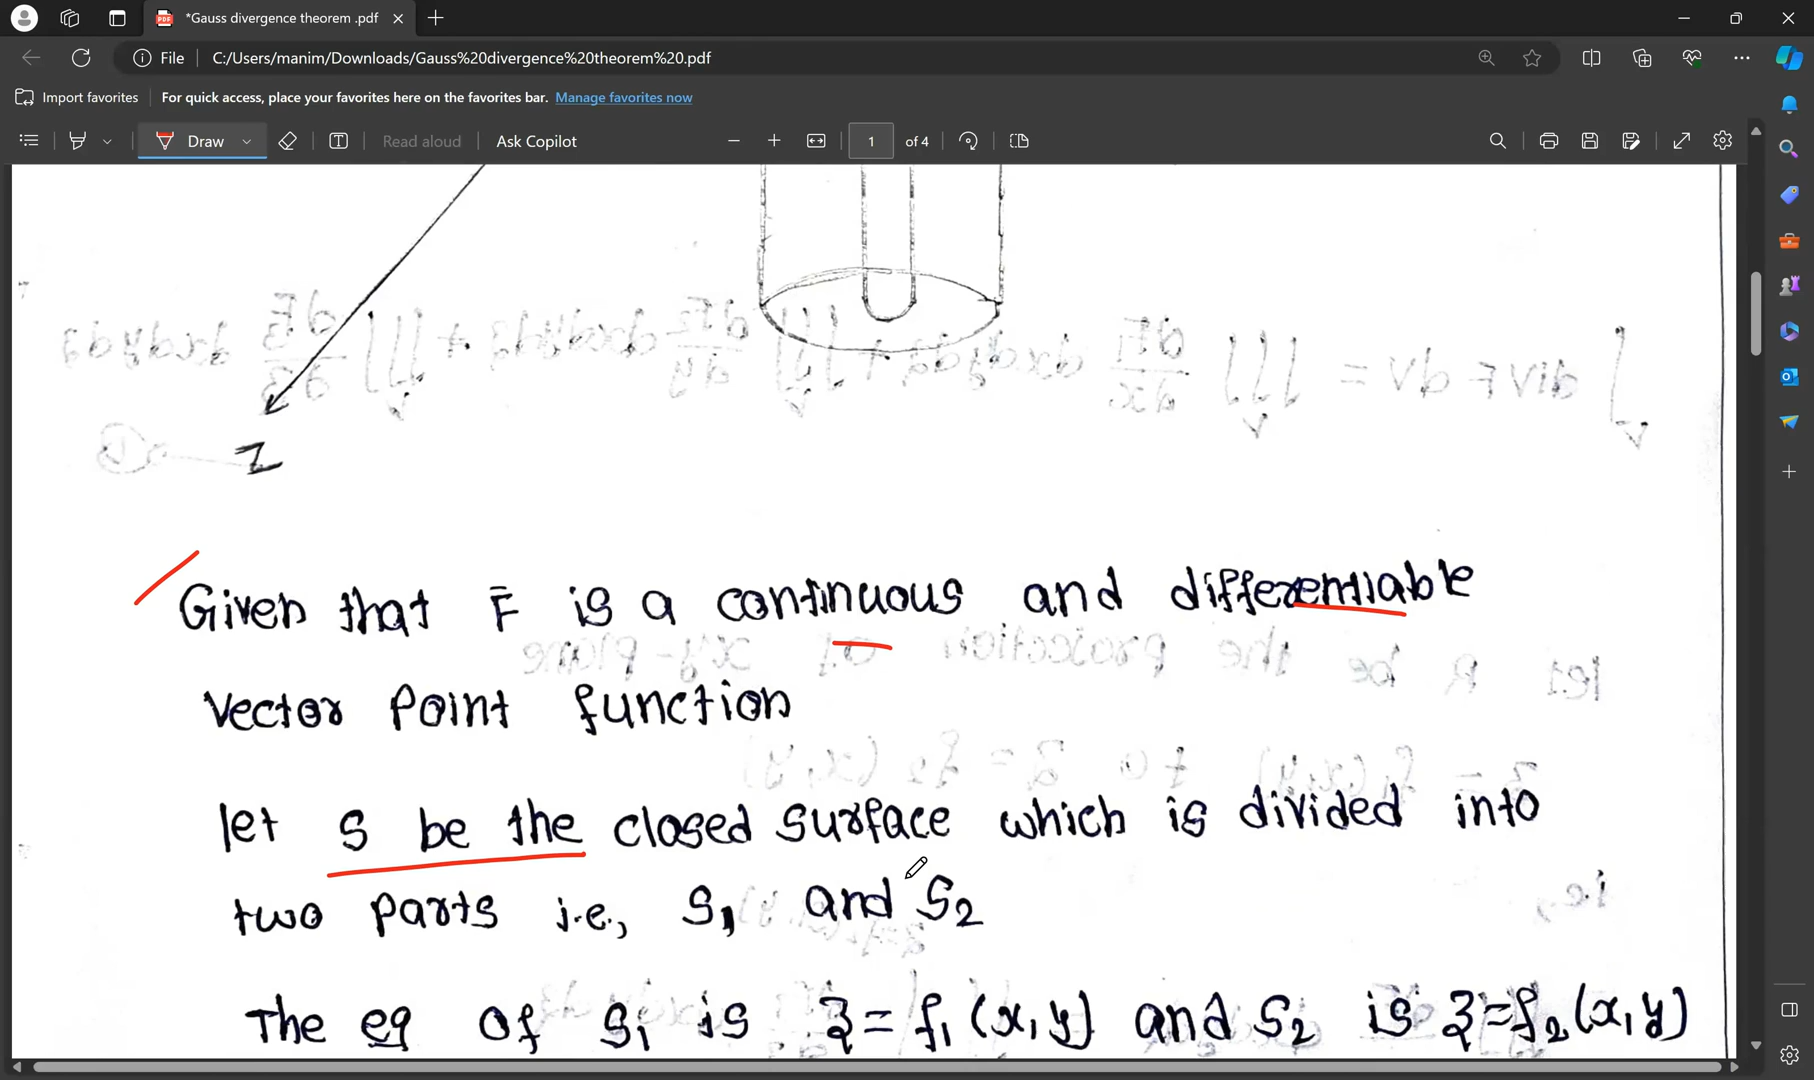 *Gauss divergence theorem .pdf
File
C:/Users/manim/Downloads/Gauss%20divergence%20theorem%20.pdf
Import favorites
For quick access, place your favorites here on the favorites bar. Manage favorites now
Draw
Read aloud
Ask Copilot
1 of 4
Z
Given that F̄ is a continuous and differentiable
vector point function
let S be the closed surface which is divided into
two parts i.e., S₁ and S₂
The eq of S₁ is z = f₁ (x, y) and S₂ is z = f₂ (x, y)